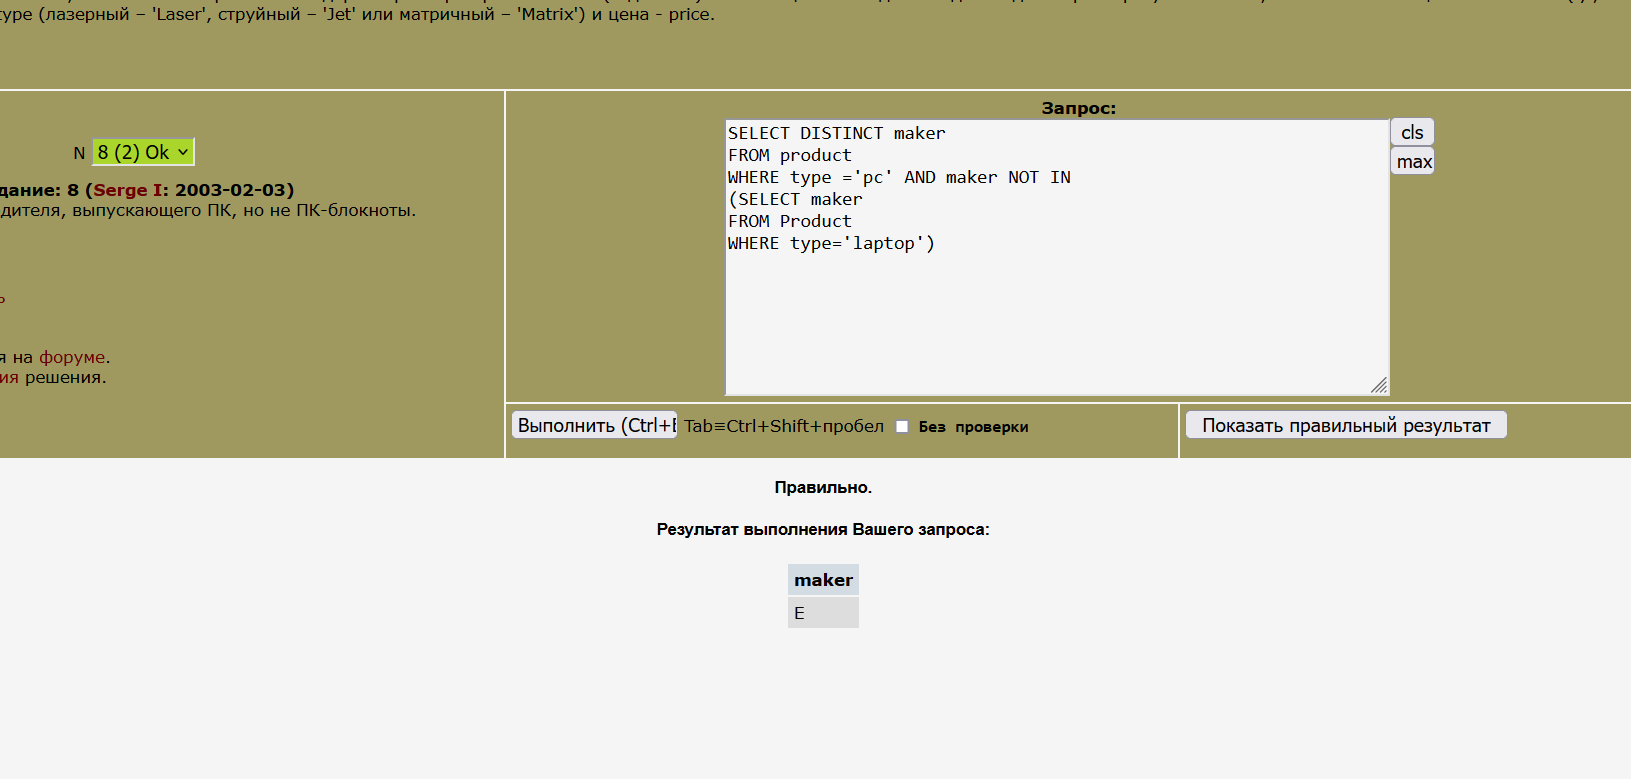 type (лазерный – 'Laser', струйный – 'Jet' или матричный – 'Matrix') и цена - price.
N 8 (2) Ok
дание: 8 (Serge I: 2003-02-03)
дителя, выпускающего ПК, но не ПК-блокноты.
ь
я на форуме.
ия решения.
Запрос:
SELECT DISTINCT maker
FROM product
WHERE type ='pc' AND maker NOT IN
(SELECT maker
FROM Product
WHERE type='laptop')
cls
max
Выполнить (Ctrl+E
Tab≡Ctrl+Shift+пробел
Без проверки
Показать правильный результат
Правильно.
Результат выполнения Вашего запроса:
maker
E